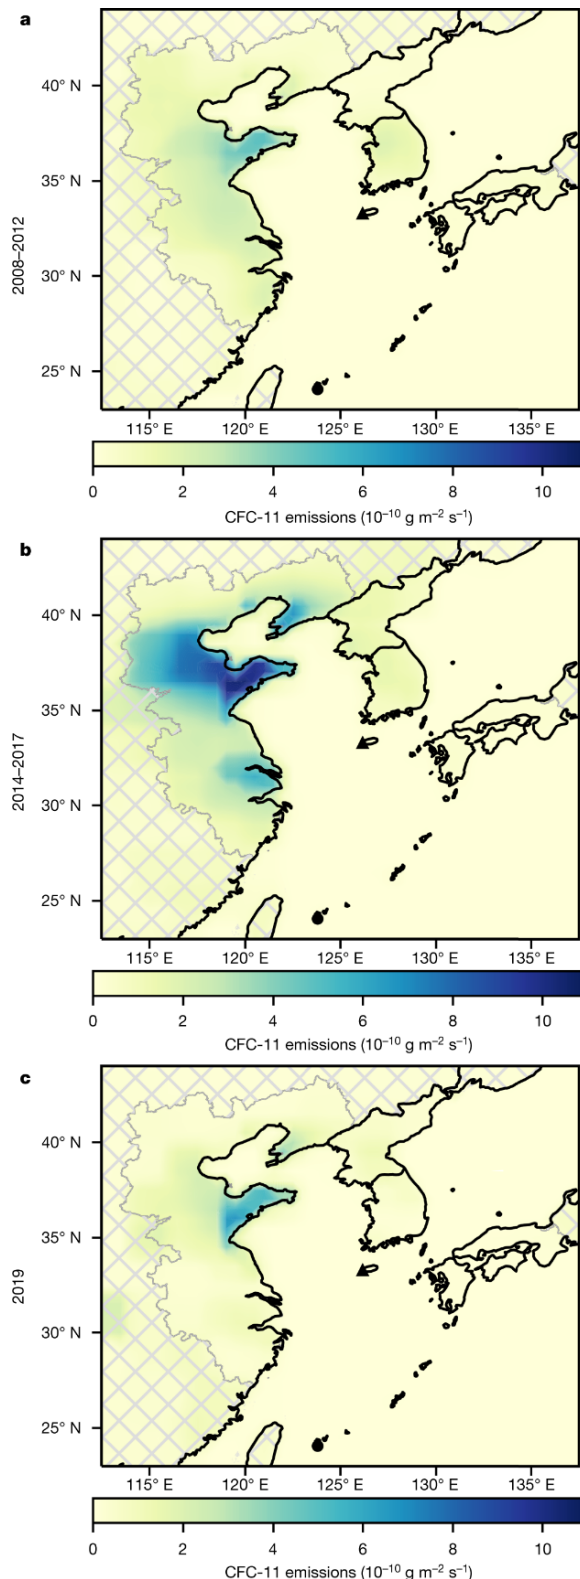 a
40° N
35° N
30° N
25° N
2008–2012
115° E 120° E 125° E 130° E 135° E
0 2 4 6 8 10
CFC-11 emissions (10⁻¹⁰ g m⁻² s⁻¹)
b
40° N
35° N
30° N
25° N
2014–2017
115° E 120° E 125° E 130° E 135° E
0 2 4 6 8 10
CFC-11 emissions (10⁻¹⁰ g m⁻² s⁻¹)
c
40° N
35° N
30° N
25° N
2019
115° E 120° E 125° E 130° E 135° E
0 2 4 6 8 10
CFC-11 emissions (10⁻¹⁰ g m⁻² s⁻¹)